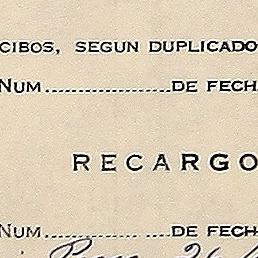 CIBOS, SEGUN DUPLICADO
NUM......................DE FECH
RECARGO
NUM............ .... DE FECH